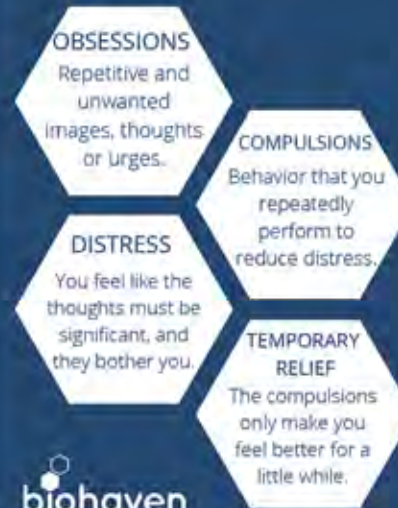 OBSESSIONS
Repetitive and
unwanted
images, thoughts
or urges.
COMPULSIONS
Behavior that you
repeatedly
perform to
reduce distress.
DISTRESS
You feel like the
thoughts must be
significant, and
they bother you.
TEMPORARY
RELIEF
The compulsions
only make you
feel better for a
little while.
biohaven